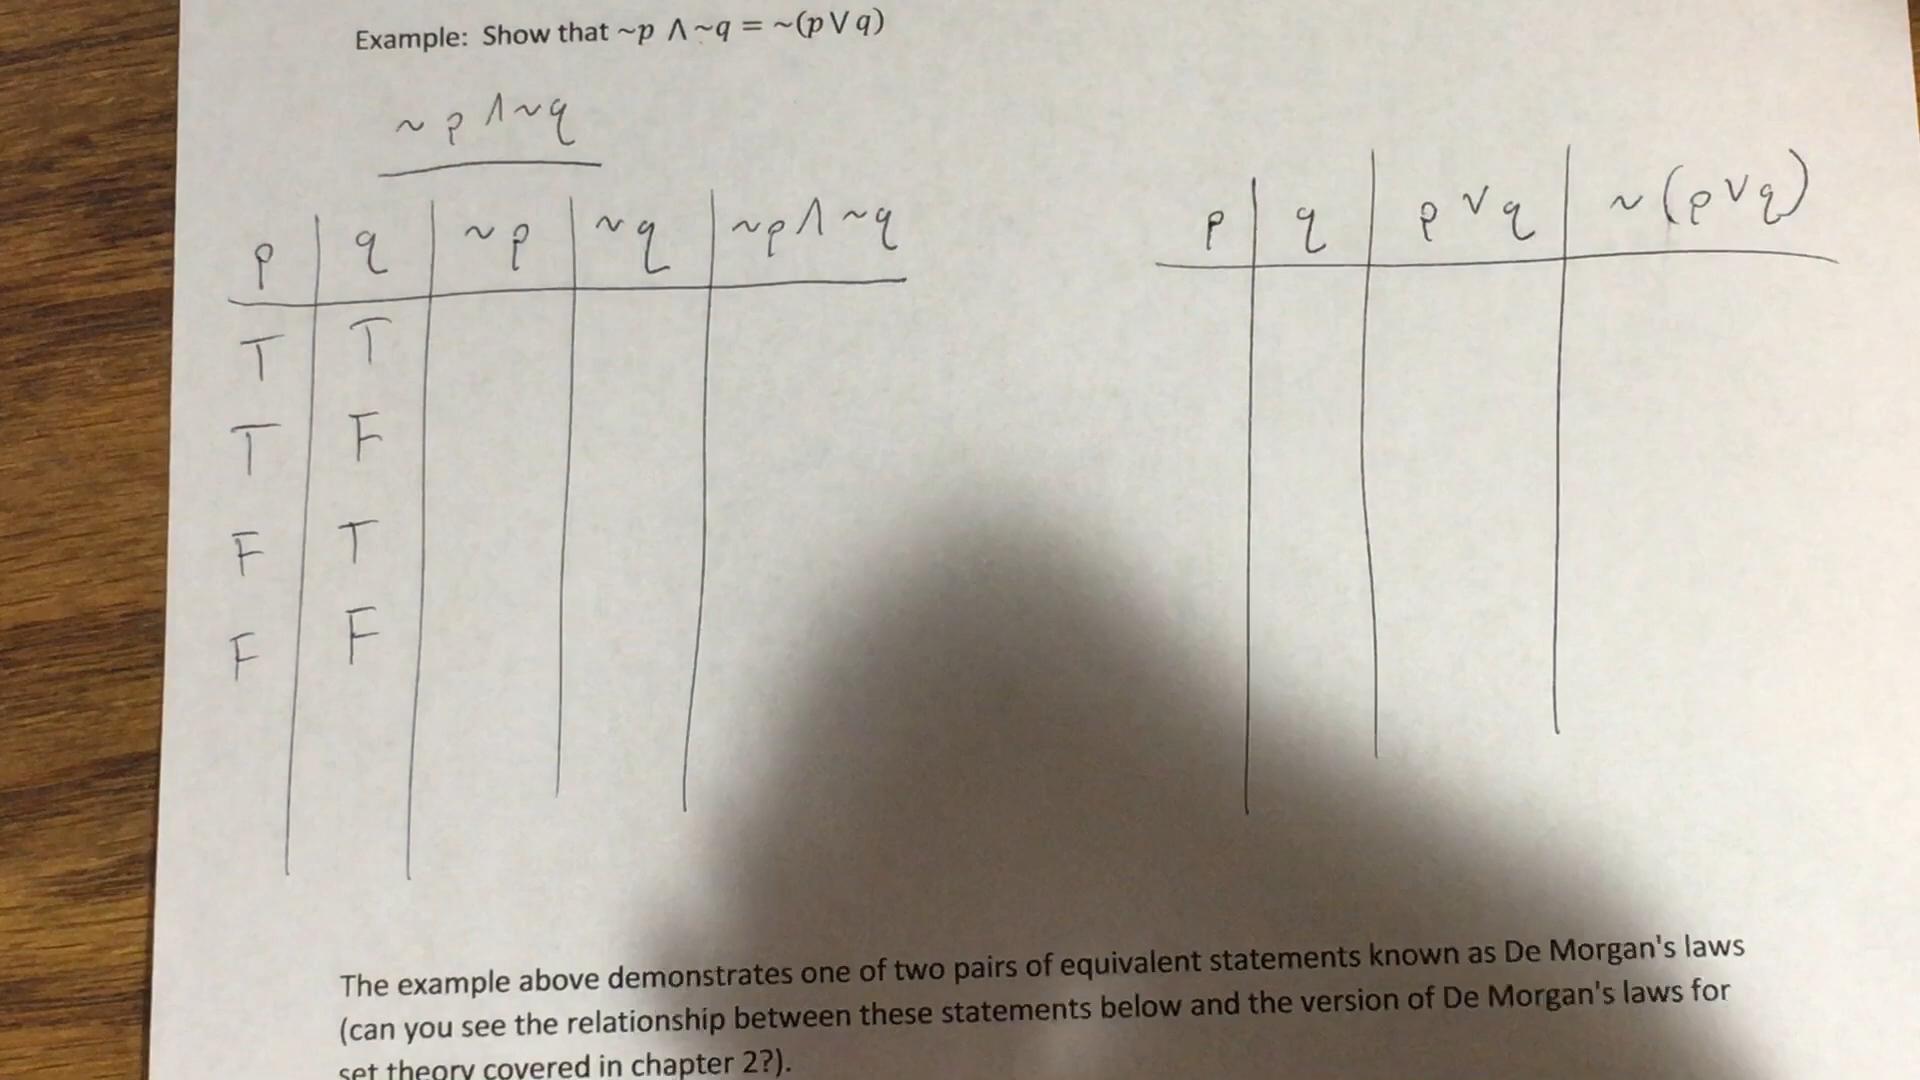 Example: Show that ~p ∧ ~q = ~(p ∨ q)
~p ∧ ~q
p q ~p ~q ~p ∧ ~q
T T
T F
F T
F F
p q p ∨ q ~(p ∨ q)
The example above demonstrates one of two pairs of equivalent statements known as De Morgan's laws
(can you see the relationship between these statements below and the version of De Morgan's laws for
set theory covered in chapter 2?).